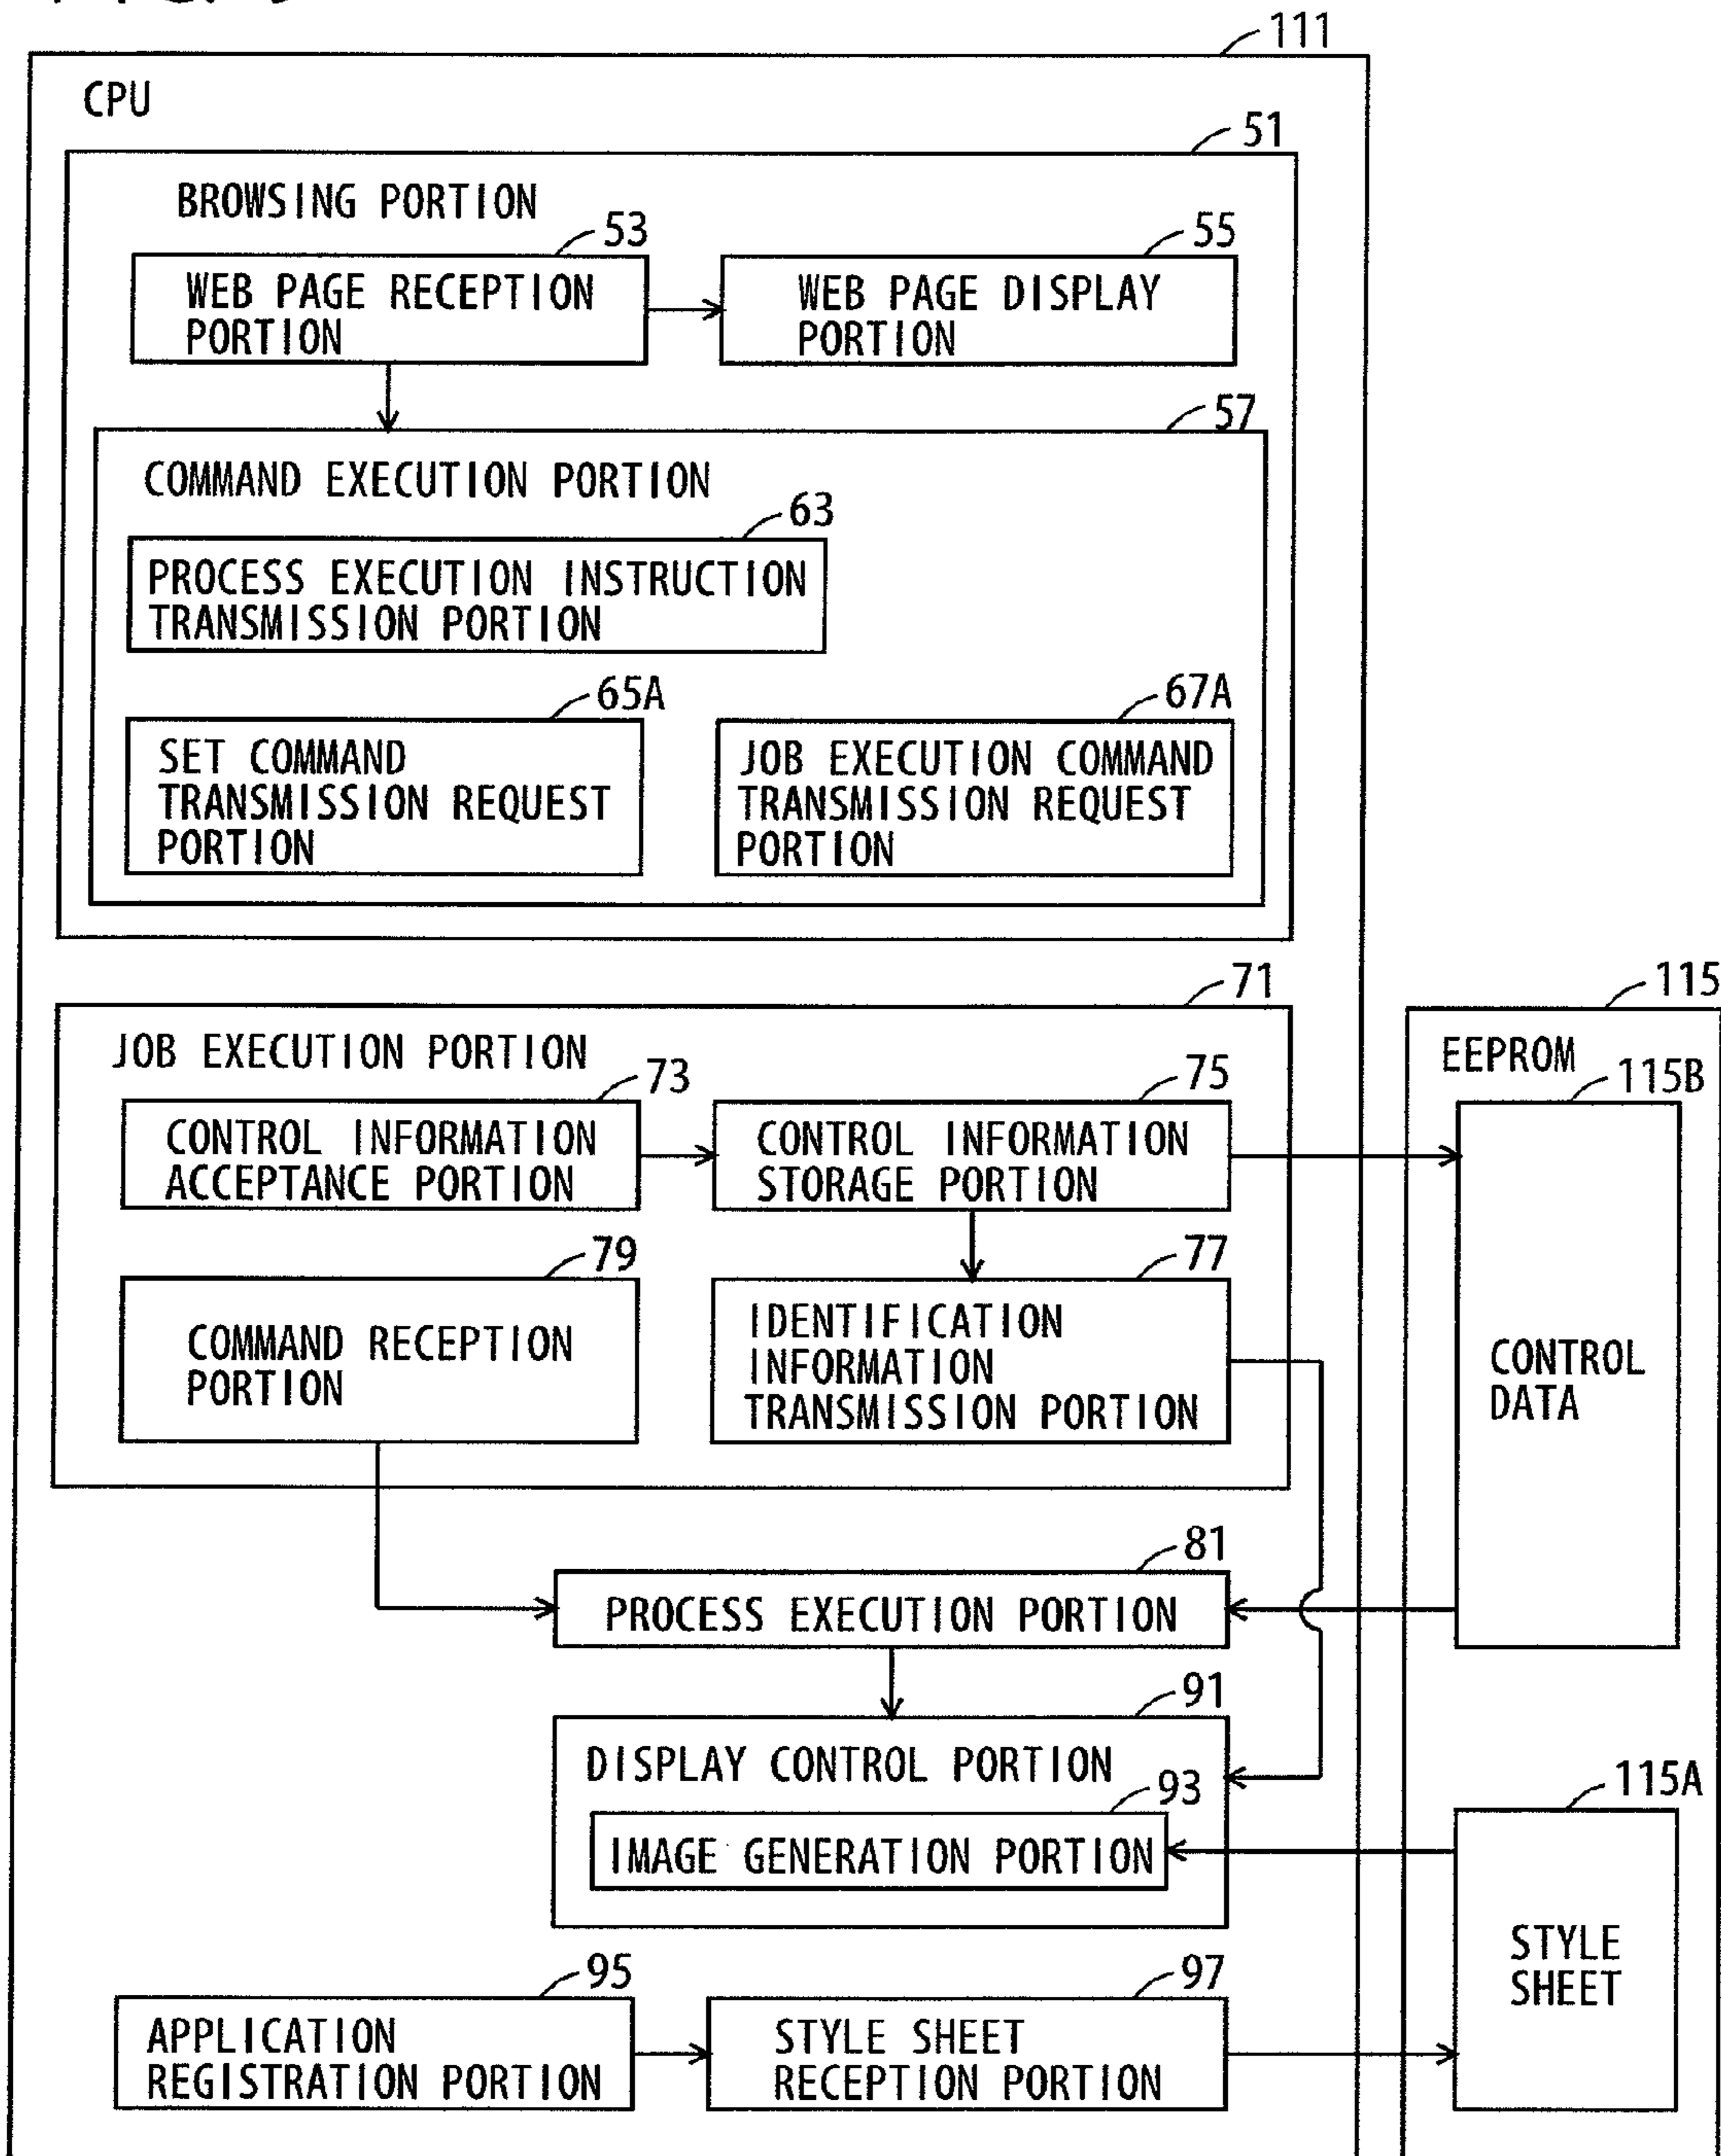 111
CPU
51
BROWSING PORTION
53
55
WEB PAGE RECEPTION
PORTION
WEB PAGE DISPLAY
PORTION
57
COMMAND EXECUTION PORTION
63
PROCESS EXECUTION INSTRUCTION
TRANSMISSION PORTION
65A
67A
SET COMMAND
TRANSMISSION REQUEST
PORTION
JOB EXECUTION COMMAND
TRANSMISSION REQUEST
PORTION
71
115
JOB EXECUTION PORTION
EEPROM
73
75
115B
CONTROL INFORMATION
ACCEPTANCE PORTION
CONTROL INFORMATION
STORAGE PORTION
79
77
COMMAND RECEPTION
PORTION
IDENTIFICATION
INFORMATION
TRANSMISSION PORTION
CONTROL
DATA
81
PROCESS EXECUTION PORTION
91
DISPLAY CONTROL PORTION
93
115A
IMAGE GENERATION PORTION
STYLE
SHEET
95
97
APPLICATION
REGISTRATION PORTION
STYLE SHEET
RECEPTION PORTION